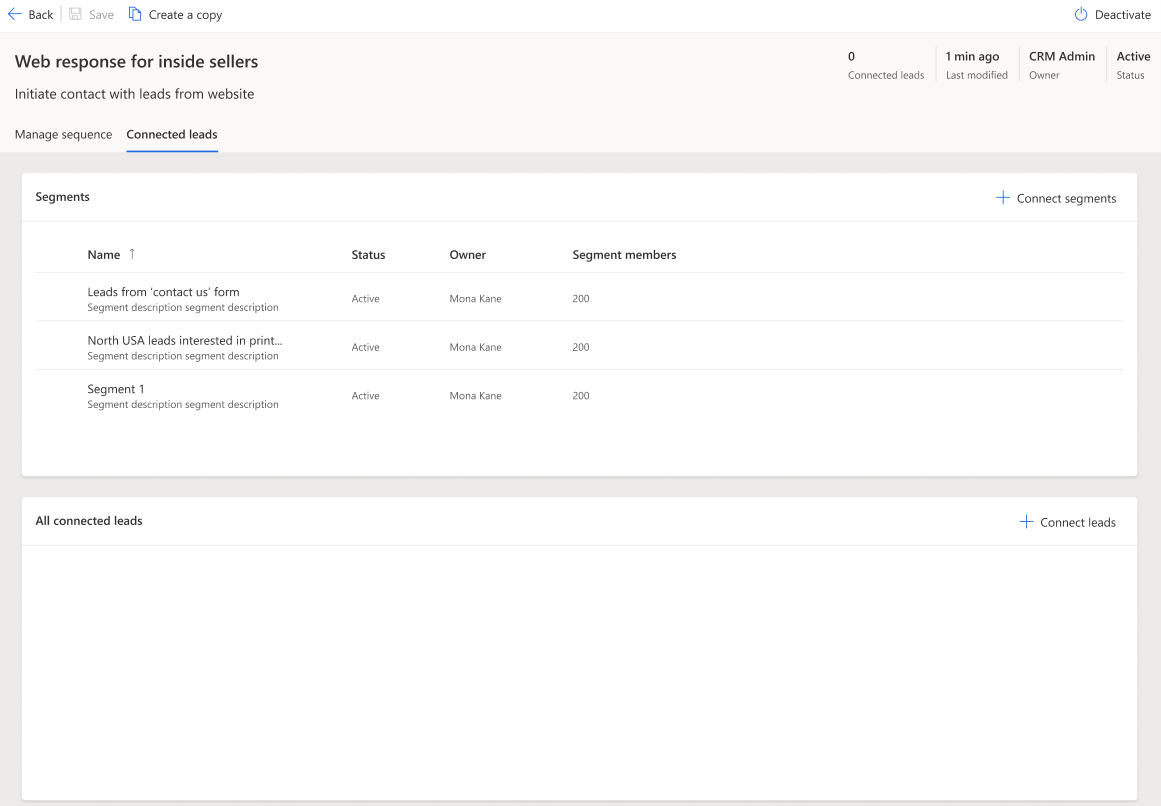 Back
Save
Create a copy
Deactivate
Web response for inside sellers
0
1 min ago
CRM Admin
Active
Connected leads
Last modified
Owner
Status
Initiate contact with leads from website
Manage sequence
Connected leads
Segments
Connect segments
Name ↑
Status
Owner
Segment members
Leads from ‘contact us’ form
Segment description segment description
Active
Mona Kane
200
North USA leads interested in print...
Segment description segment description
Active
Mona Kane
200
Segment 1
Segment description segment description
Active
Mona Kane
200
All connected leads
Connect leads